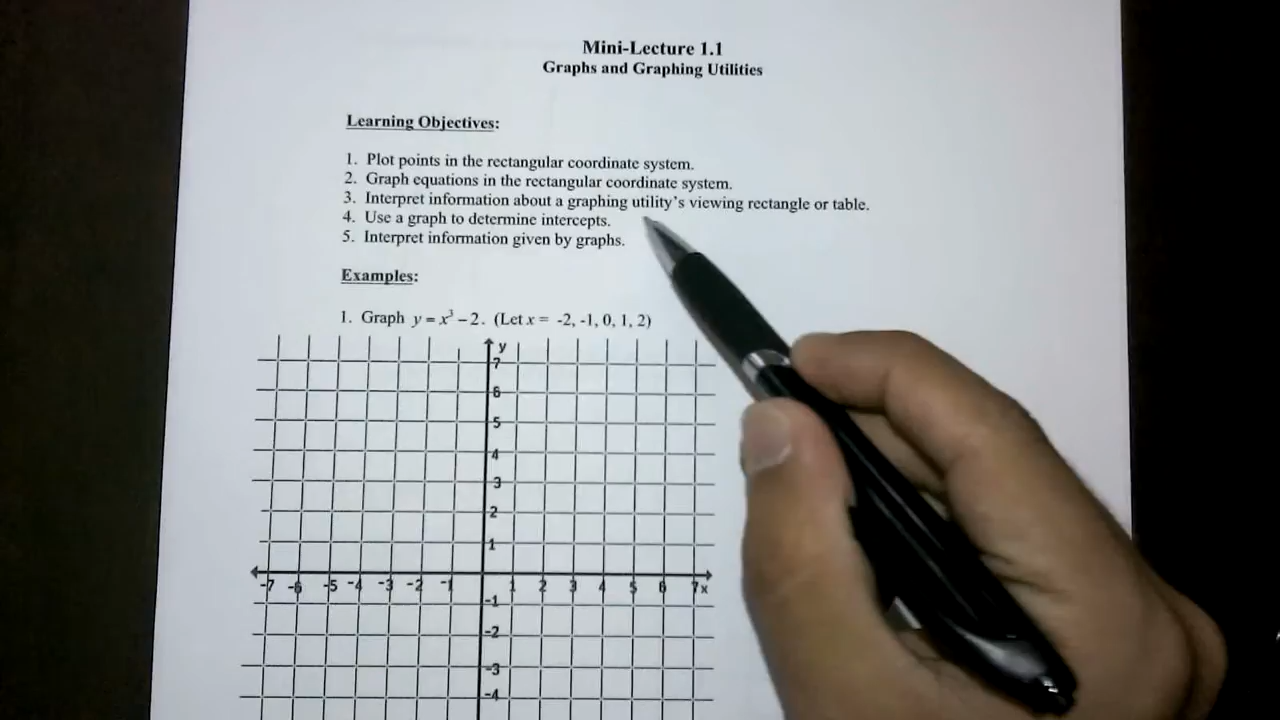 Mini-Lecture 1.1
Graphs and Graphing Utilities
Learning Objectives:
1. Plot points in the rectangular coordinate system.
2. Graph equations in the rectangular coordinate system.
3. Interpret information about a graphing utility's viewing rectangle or table.
4. Use a graph to determine intercepts.
5. Interpret information given by graphs.
Examples:
1. Graph y = x³ – 2. (Let x = -2, -1, 0, 1, 2)
y
7
6
5
4
3
2
1
-7 -6 -5 -4 -3 -2 -1 1 2 3 4 5 6 7 x
-1
-2
-3
-4